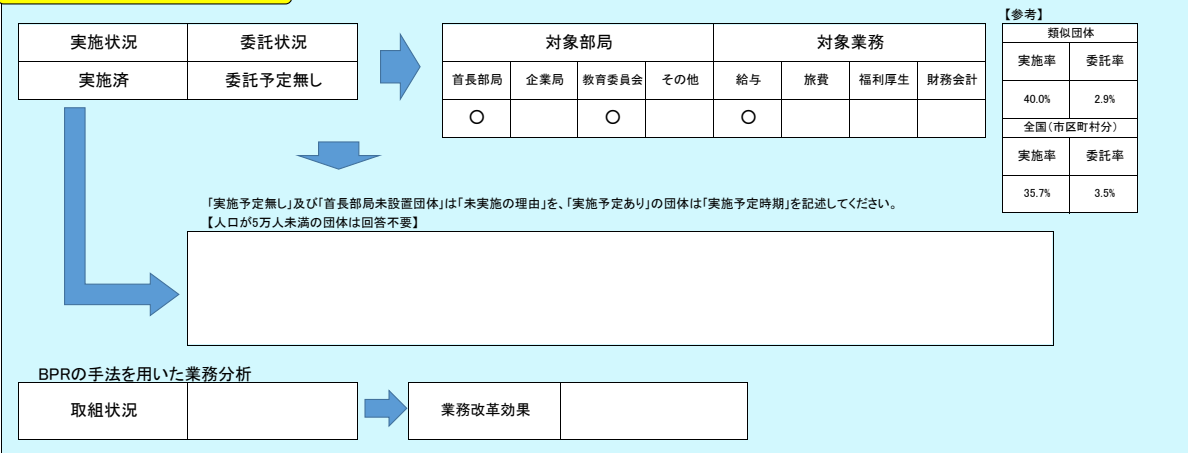 【参考】
実施状況 委託状況
実施済 委託予定無し
対象部局 対象業務
首長部局 企業局 教育委員会 その他 給与 旅費 福利厚生 財務会計
〇 〇 〇
類似団体
実施率 委託率
40.0% 2.9%
全国(市区町村分)
実施率 委託率
35.7% 3.5%
「実施予定無し」及び「首長部局未設置団体」は「未実施の理由」を、「実施予定あり」の団体は「実施予定時期」を記述してください。
【人口が5万人未満の団体は回答不要】
BPRの手法を用いた業務分析
取組状況
業務改革効果